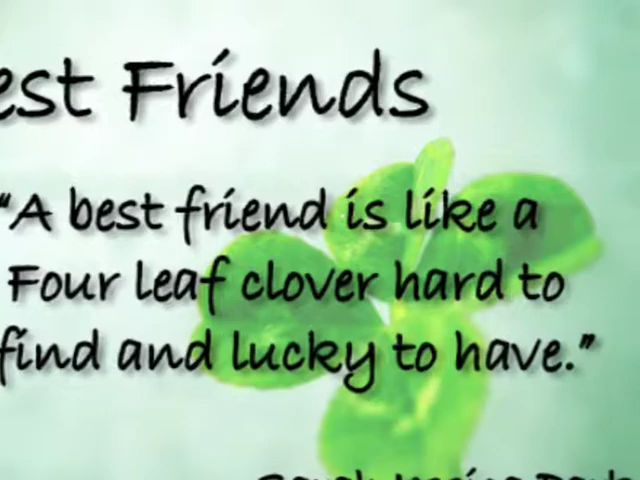 est Friends
“A best friend is like a
Four leaf clover hard to
find and lucky to have.”